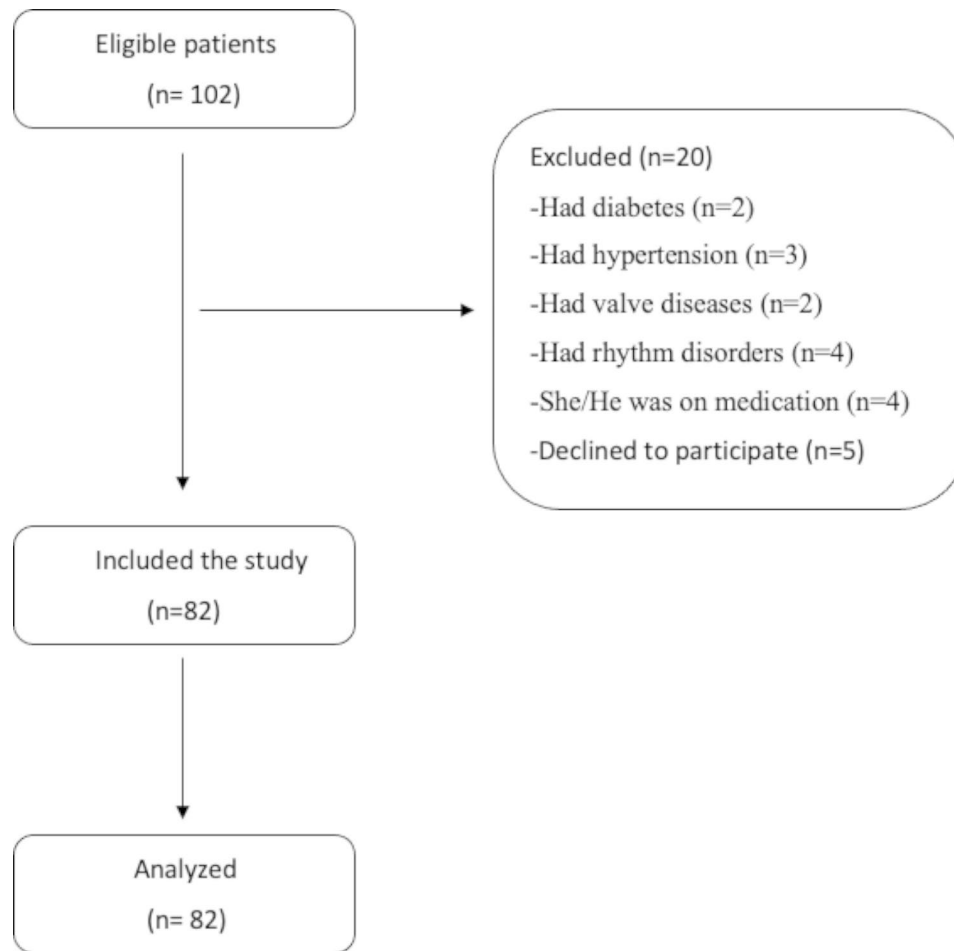 Eligible patients
(n= 102)
Excluded (n=20)
-Had diabetes (n=2)
-Had hypertension (n=3)
-Had valve diseases (n=2)
-Had rhythm disorders (n=4)
-She/He was on medication (n=4)
-Declined to participate (n=5)
Included the study
(n=82)
Analyzed
(n= 82)